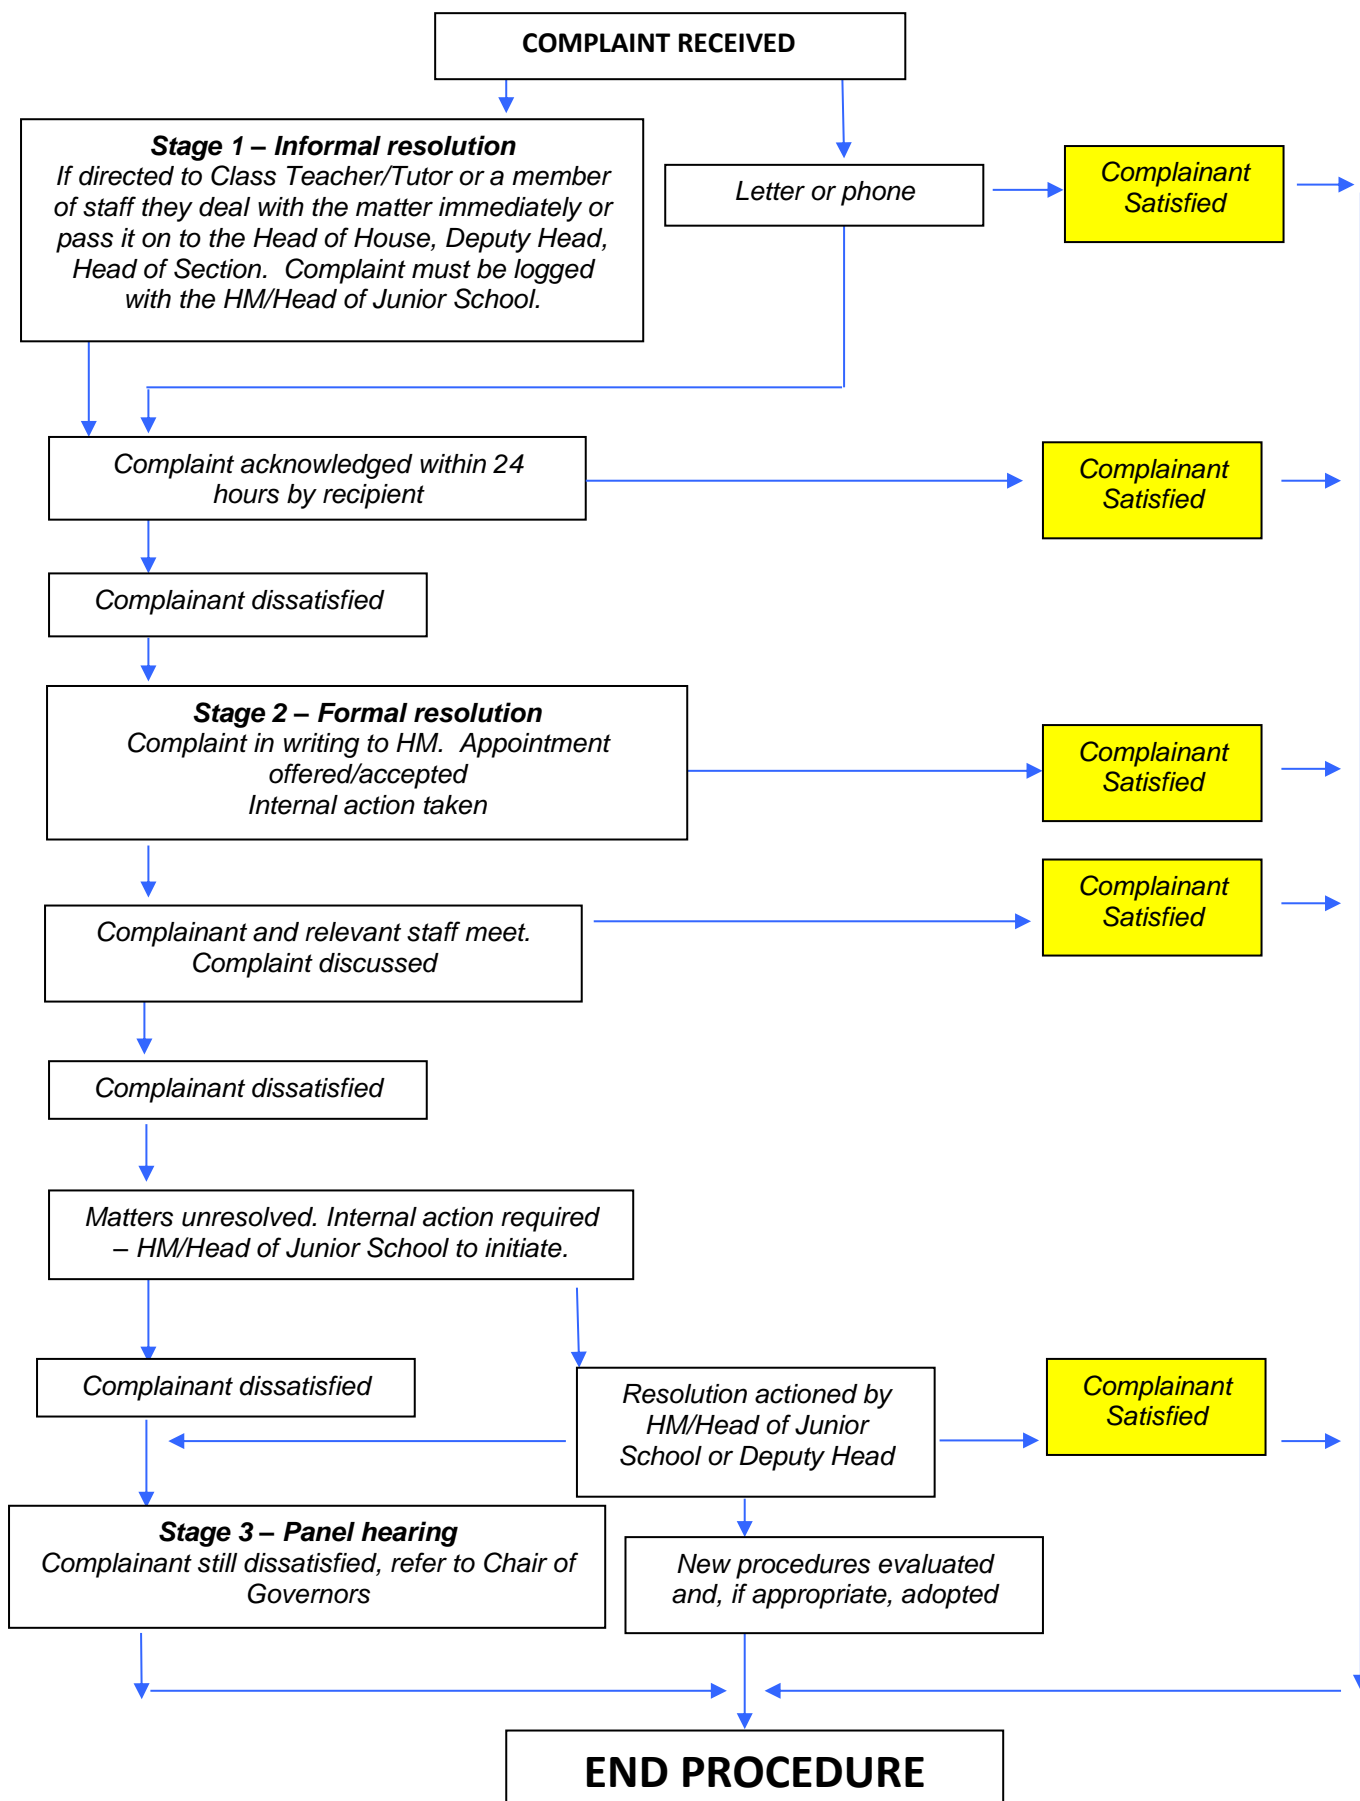 COMPLAINT RECEIVED
Stage 1 – Informal resolution
If directed to Class Teacher/Tutor or a member
of staff they deal with the matter immediately or
pass it on to the Head of House, Deputy Head,
Head of Section.  Complaint must be logged
with the HM/Head of Junior School.
Letter or phone
Complainant
Satisfied
Complaint acknowledged within 24
hours by recipient
Complainant
Satisfied
Complainant dissatisfied
Stage 2 – Formal resolution
Complaint in writing to HM.  Appointment
offered/accepted
Internal action taken
Complainant
Satisfied
Complainant and relevant staff meet.
Complaint discussed
Complainant
Satisfied
Complainant dissatisfied
Matters unresolved. Internal action required
– HM/Head of Junior School to initiate.
Complainant dissatisfied
Resolution actioned by
HM/Head of Junior
School or Deputy Head
Complainant
Satisfied
Stage 3 – Panel hearing
Complainant still dissatisfied, refer to Chair of
Governors
New procedures evaluated
and, if appropriate, adopted
END PROCEDURE